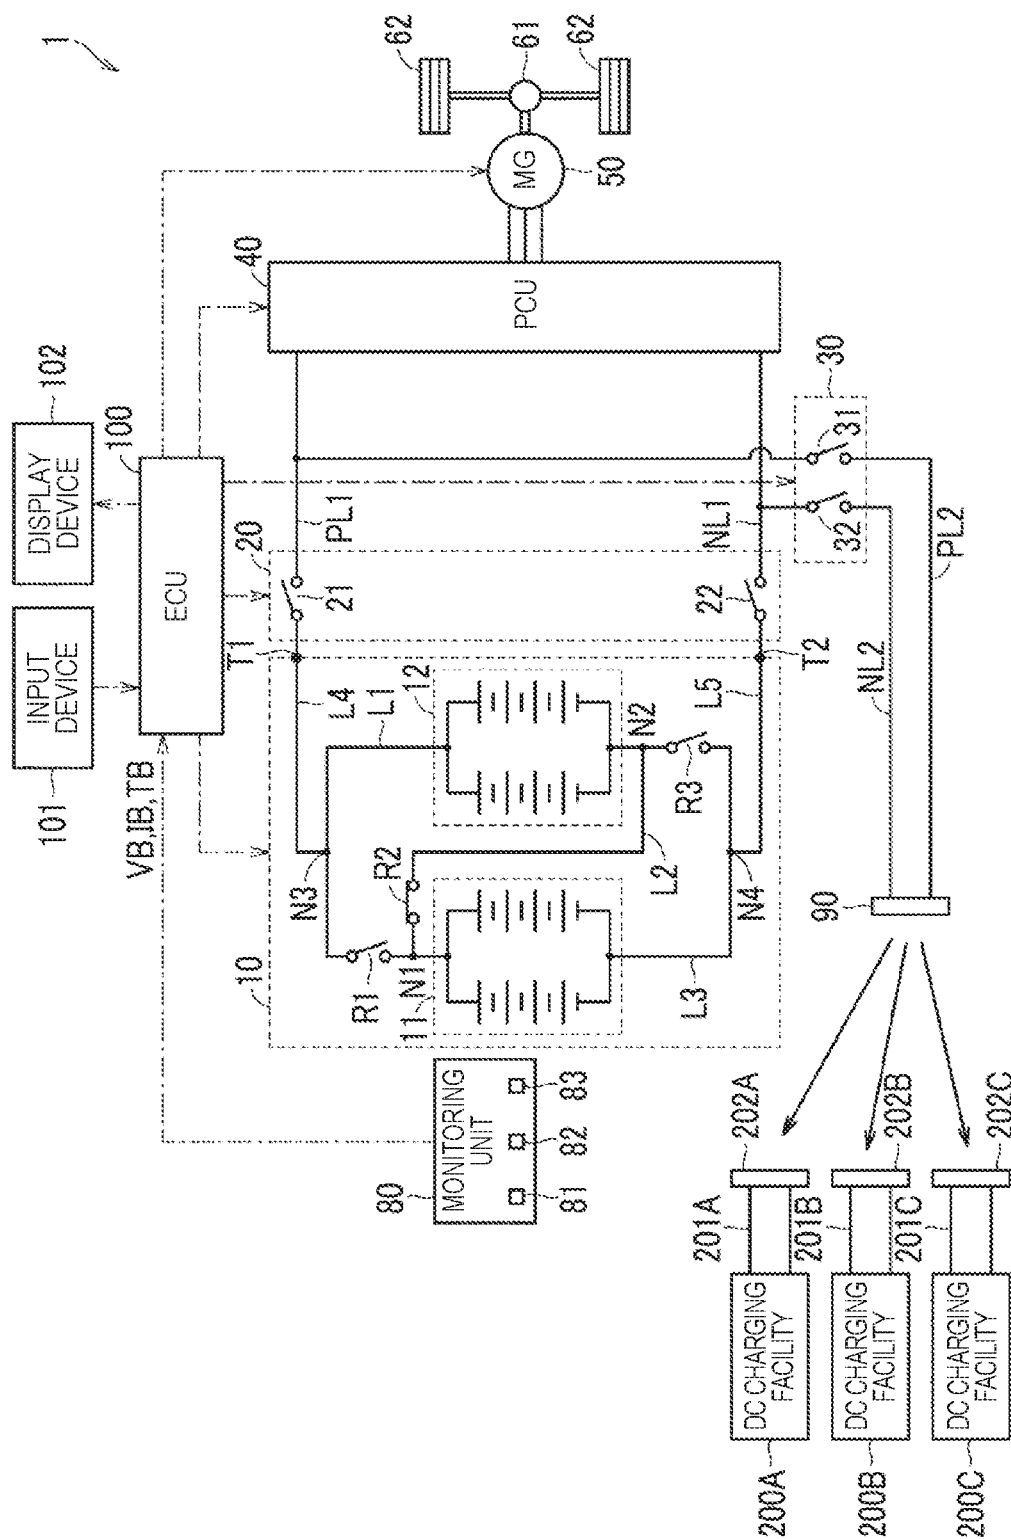 1
62
61
62
MG
50
40
PCU
102
DISPLAY
DEVICE
100
ECU
INPUT
DEVICE
101
VB,IB,TB
30
31
32
PL1
NL1
20
21
22
PL2
NL2
T1
T2
L4
L1
12
N2
L5
R3
N3
R2
L2
N4
90
10
R1
N1
11
L3
80
MONITORING
UNIT
81
82
83
202A
202B
202C
201A
201B
201C
DC CHARGING
FACILITY
200A
DC CHARGING
FACILITY
200B
DC CHARGING
FACILITY
200C